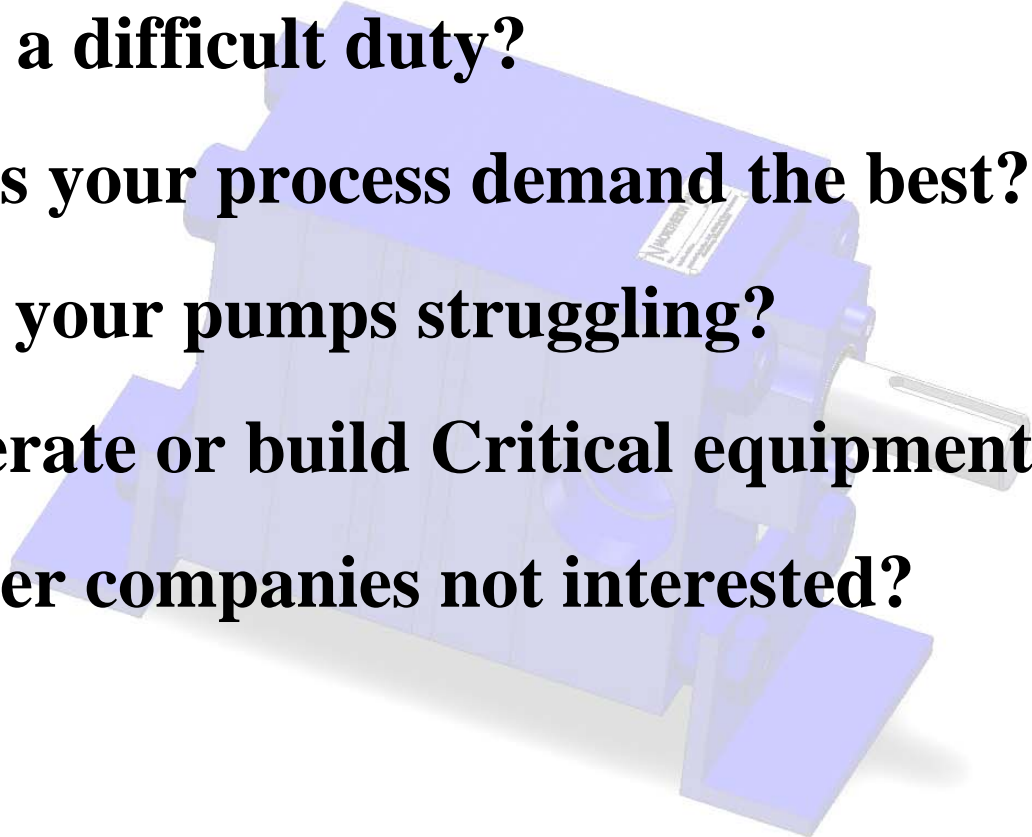 a difficult duty?
s your process demand the best?
your pumps struggling?
erate or build Critical equipment
er companies not interested?